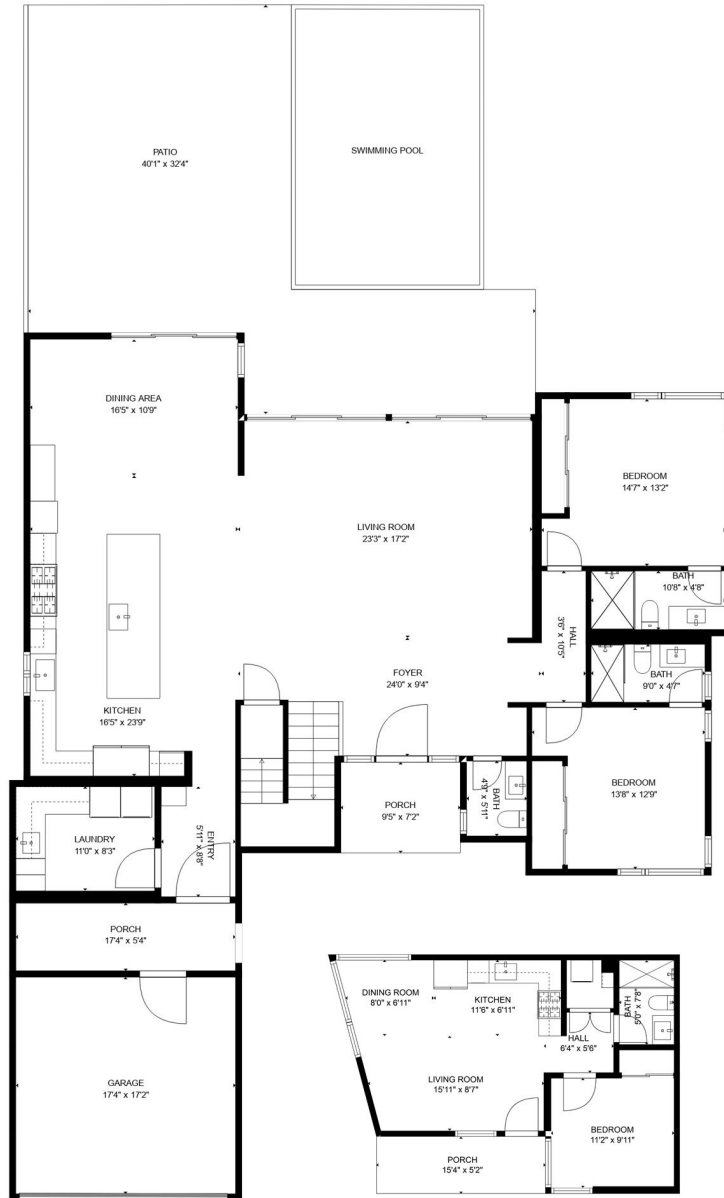 PATIO
40'1" x 32'4"
SWIMMING POOL
DINING AREA
16'5" x 10'9"
BEDROOM
14'7" x 13'2"
LIVING ROOM
23'3" x 17'2"
BATH
10'8" x 4'8"
HALL
3'6" x 10'5"
FOYER
24'0" x 9'4"
BATH
9'0" x 4'7"
KITCHEN
16'5" x 23'9"
BEDROOM
13'8" x 12'9"
PORCH
9'5" x 7'2"
BATH
4'9" x 5'11"
LAUNDRY
11'0" x 8'3"
ENTRY
5'11" x 8'8"
PORCH
17'4" x 5'4"
GARAGE
17'4" x 17'2"
DINING ROOM
8'0" x 6'11"
KITCHEN
11'6" x 6'11"
BATH
5'0" x 7'8"
HALL
6'4" x 5'6"
LIVING ROOM
15'11" x 8'7"
BEDROOM
11'2" x 9'11"
PORCH
15'4" x 5'2"